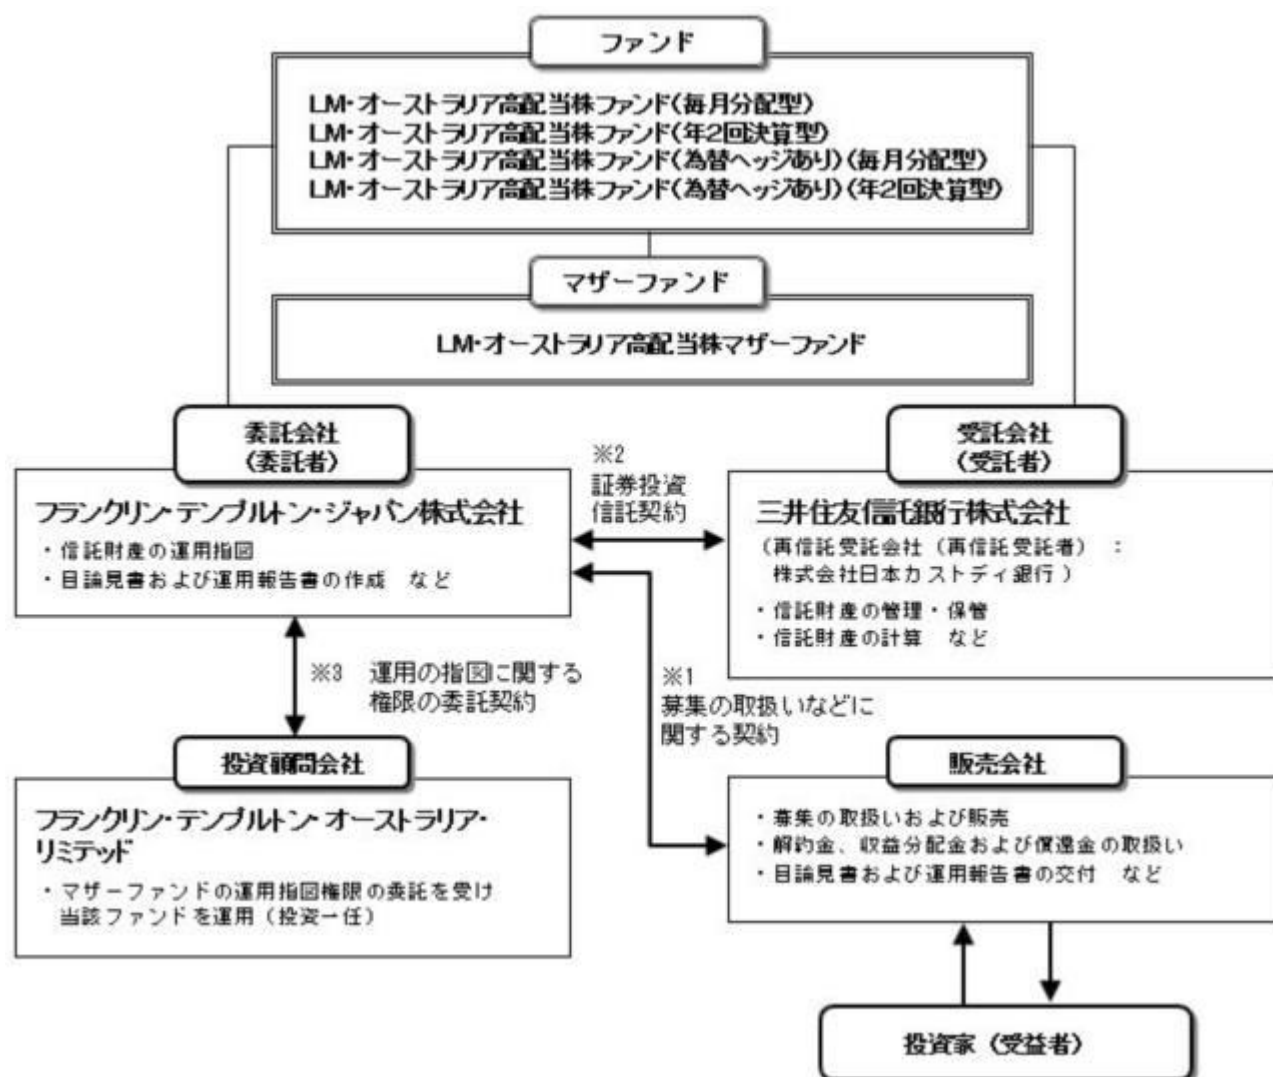 ファンド
LM・オーストラリア高配当株ファンド(毎月分配型)
LM・オーストラリア高配当株ファンド(年2回決算型)
LM・オーストラリア高配当株ファンド(為替ヘッジあり)(毎月分配型)
LM・オーストラリア高配当株ファンド(為替ヘッジあり)(年2回決算型)
マザーファンド
LM・オーストラリア高配当株マザーファンド
委託会社
(委託者)
フランクリン・テンプルトン・ジャパン株式会社
・信託財産の運用指図
・目論見書および運用報告書の作成 など
※2
証券投資
信託契約
受託会社
(受託者)
三井住友信託銀行株式会社
(再信託受託会社(再信託受託者) :
株式会社日本カストディ銀行)
・信託財産の管理・保管
・信託財産の計算 など
※3 運用の指図に関する
権限の委託契約
※1
募集の取扱いなどに
関する契約
投資顧問会社
フランクリン・テンプルトン・オーストラリア・
リミテッド
・マザーファンドの運用指図権限の委託を受け
当該ファンドを運用(投資一任)
販売会社
・募集の取扱いおよび販売
・解約金、収益分配金および償還金の取扱い
・目論見書および運用報告書の交付 など
投資家(受益者)